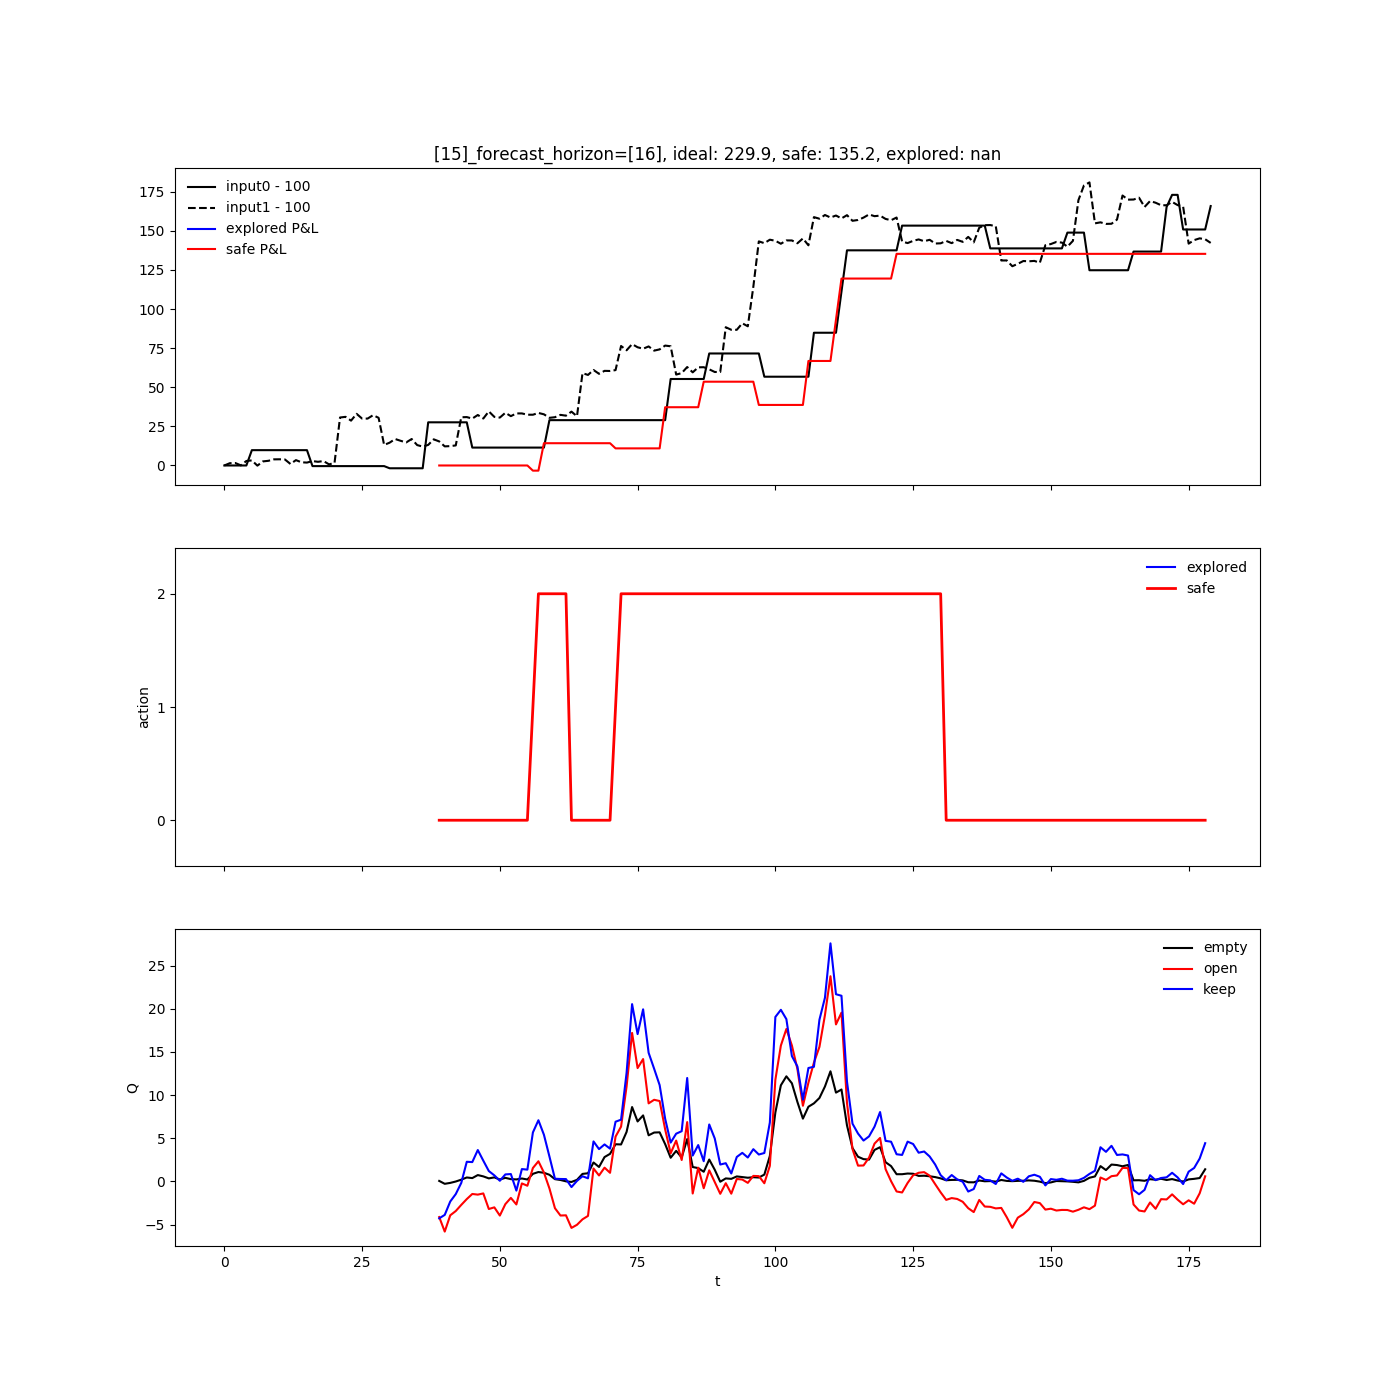 [15]_forecast_horizon=[16], ideal: 229.9, safe: 135.2, explored: nan
input0 - 100
input1 - 100
explored P&L
safe P&L
175
150
125
100
75
50
25
0
explored
safe
2
1
0
action
empty
open
keep
25
20
15
10
5
0
−5
Q
0 25 50 75 100 125 150 175
t